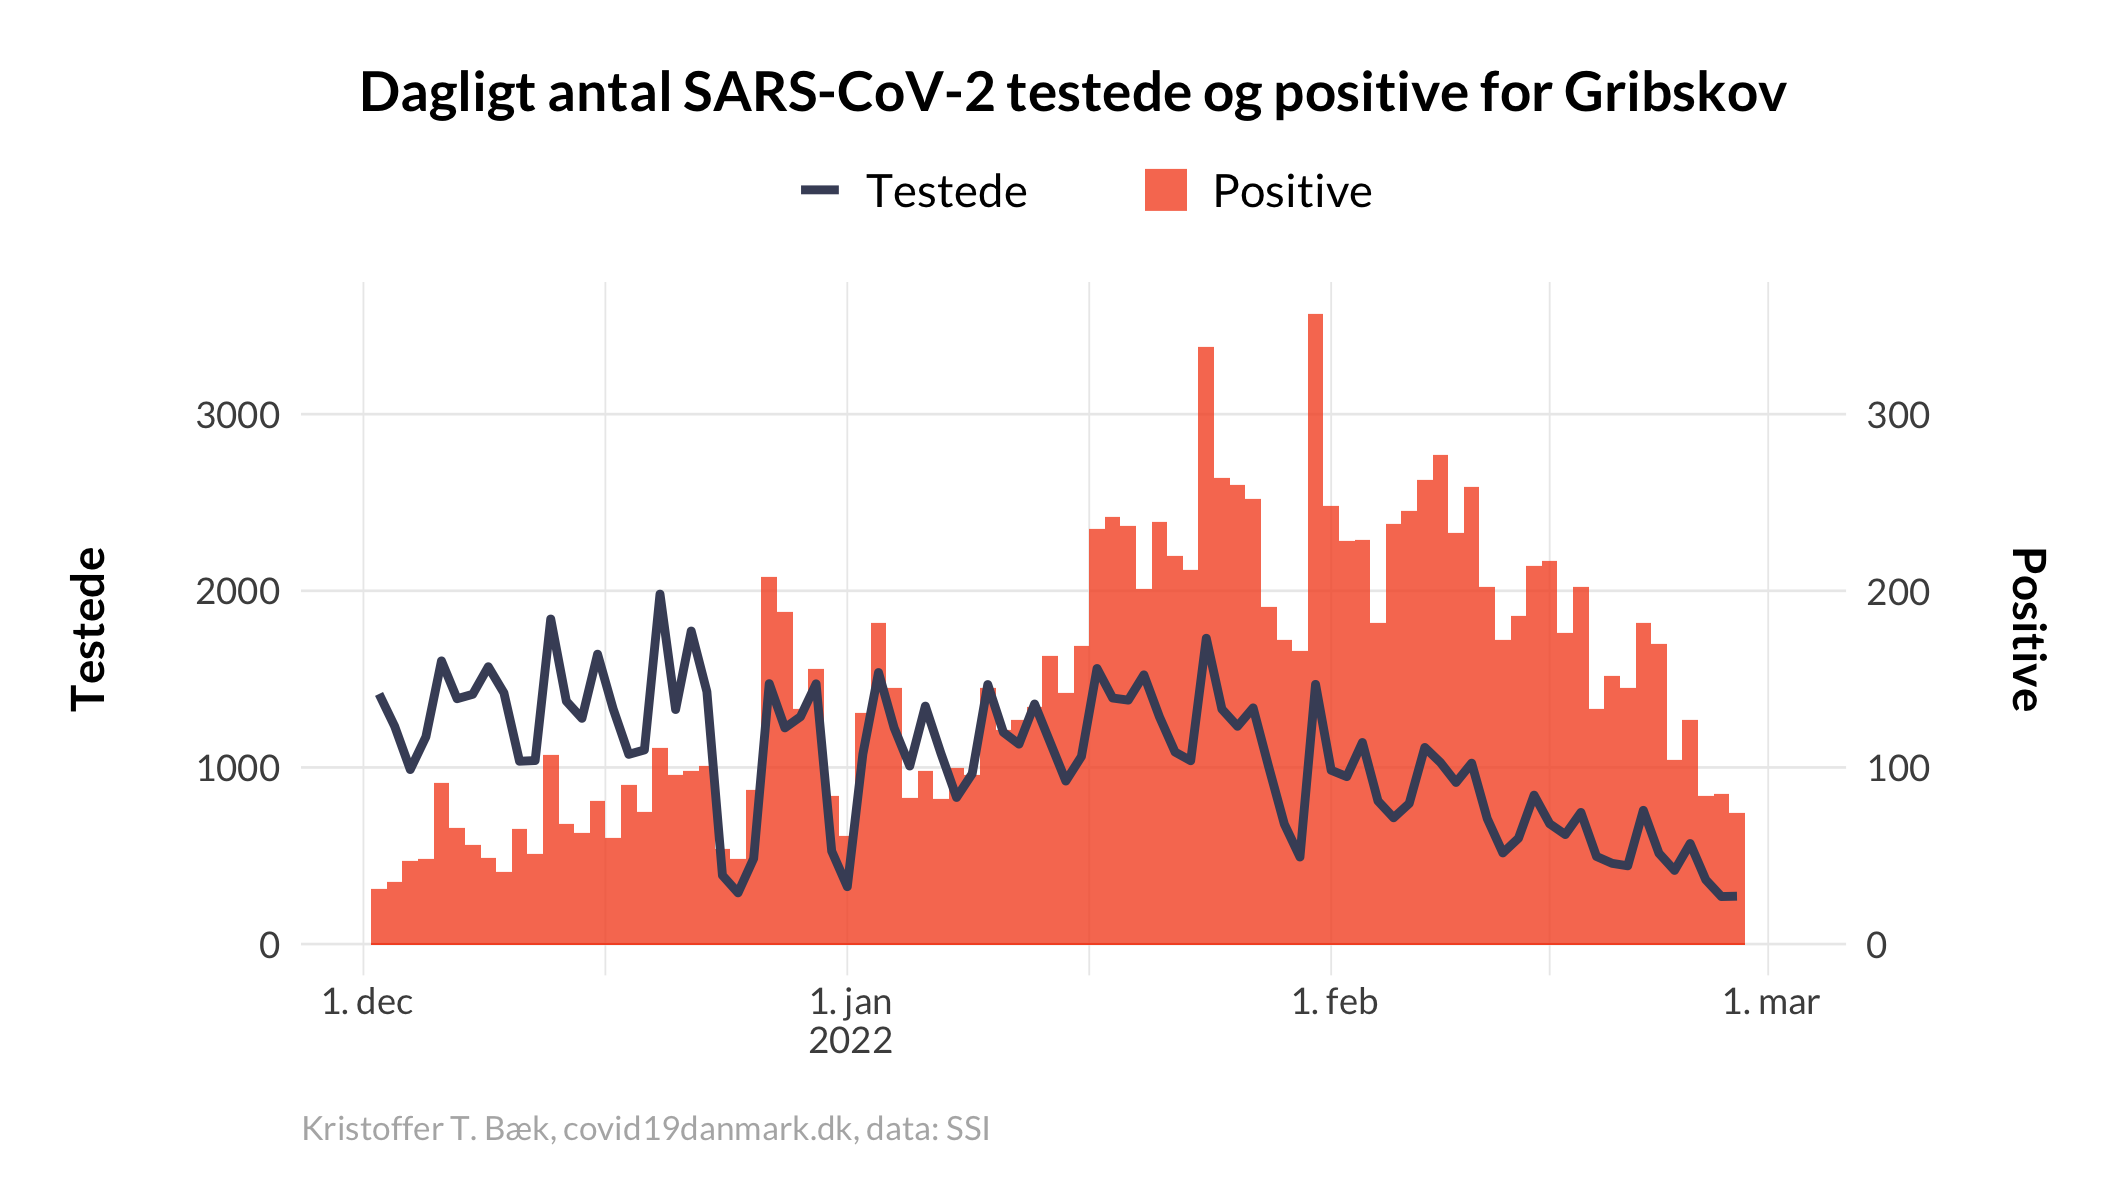 Dagligt antal SARS-CoV-2 testede og positive for Gribskov
Testede Positive
3000 300
2000 200
1000 100
0 0
Testede
Positive
1. dec 1. jan 1. feb 1. mar
2022
Kristoffer T. Bæk, covid19danmark.dk, data: SSI